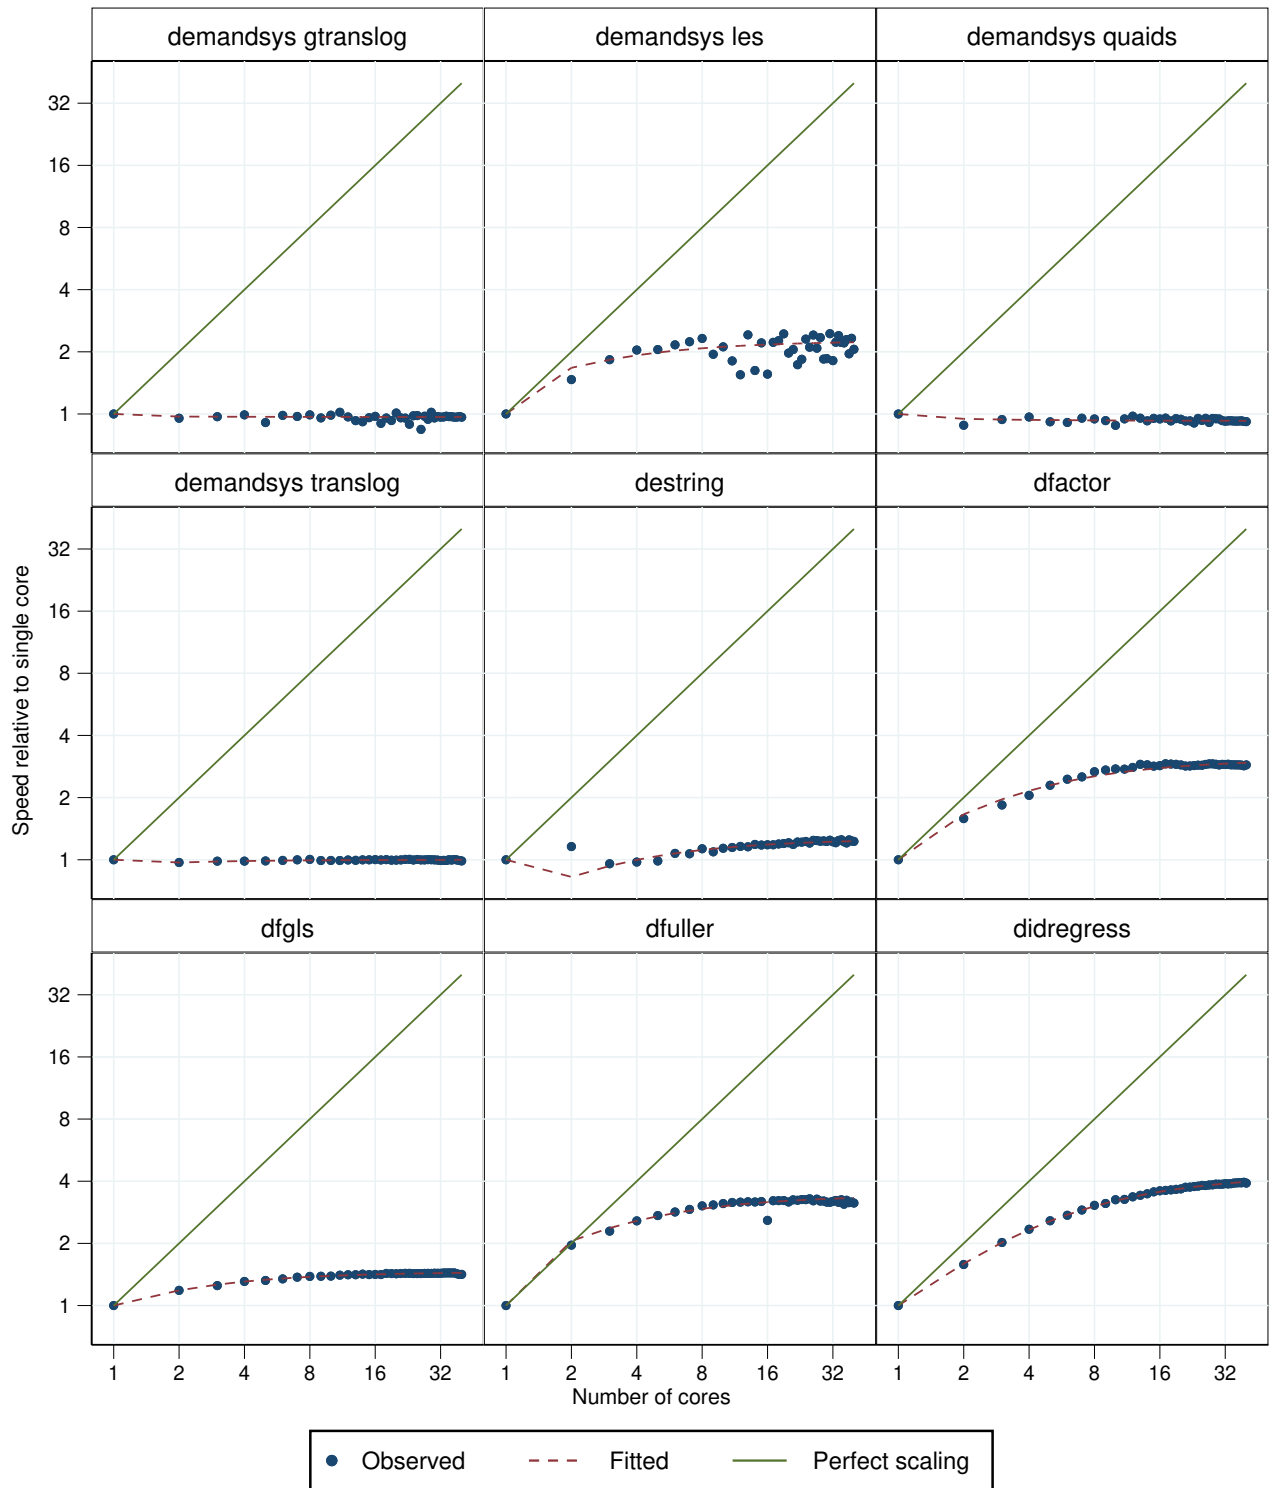 demandsys gtranslog
demandsys les
demandsys quaids
32
16
8
4
2
1
demandsys translog
destring
dfactor
32
16
8
4
2
1
dfgls
dfuller
didregress
32
16
8
4
2
1
Speed relative to single core
1 2 4 8 16 32
1 2 4 8 16 32
1 2 4 8 16 32
Number of cores
Observed
Fitted
Perfect scaling